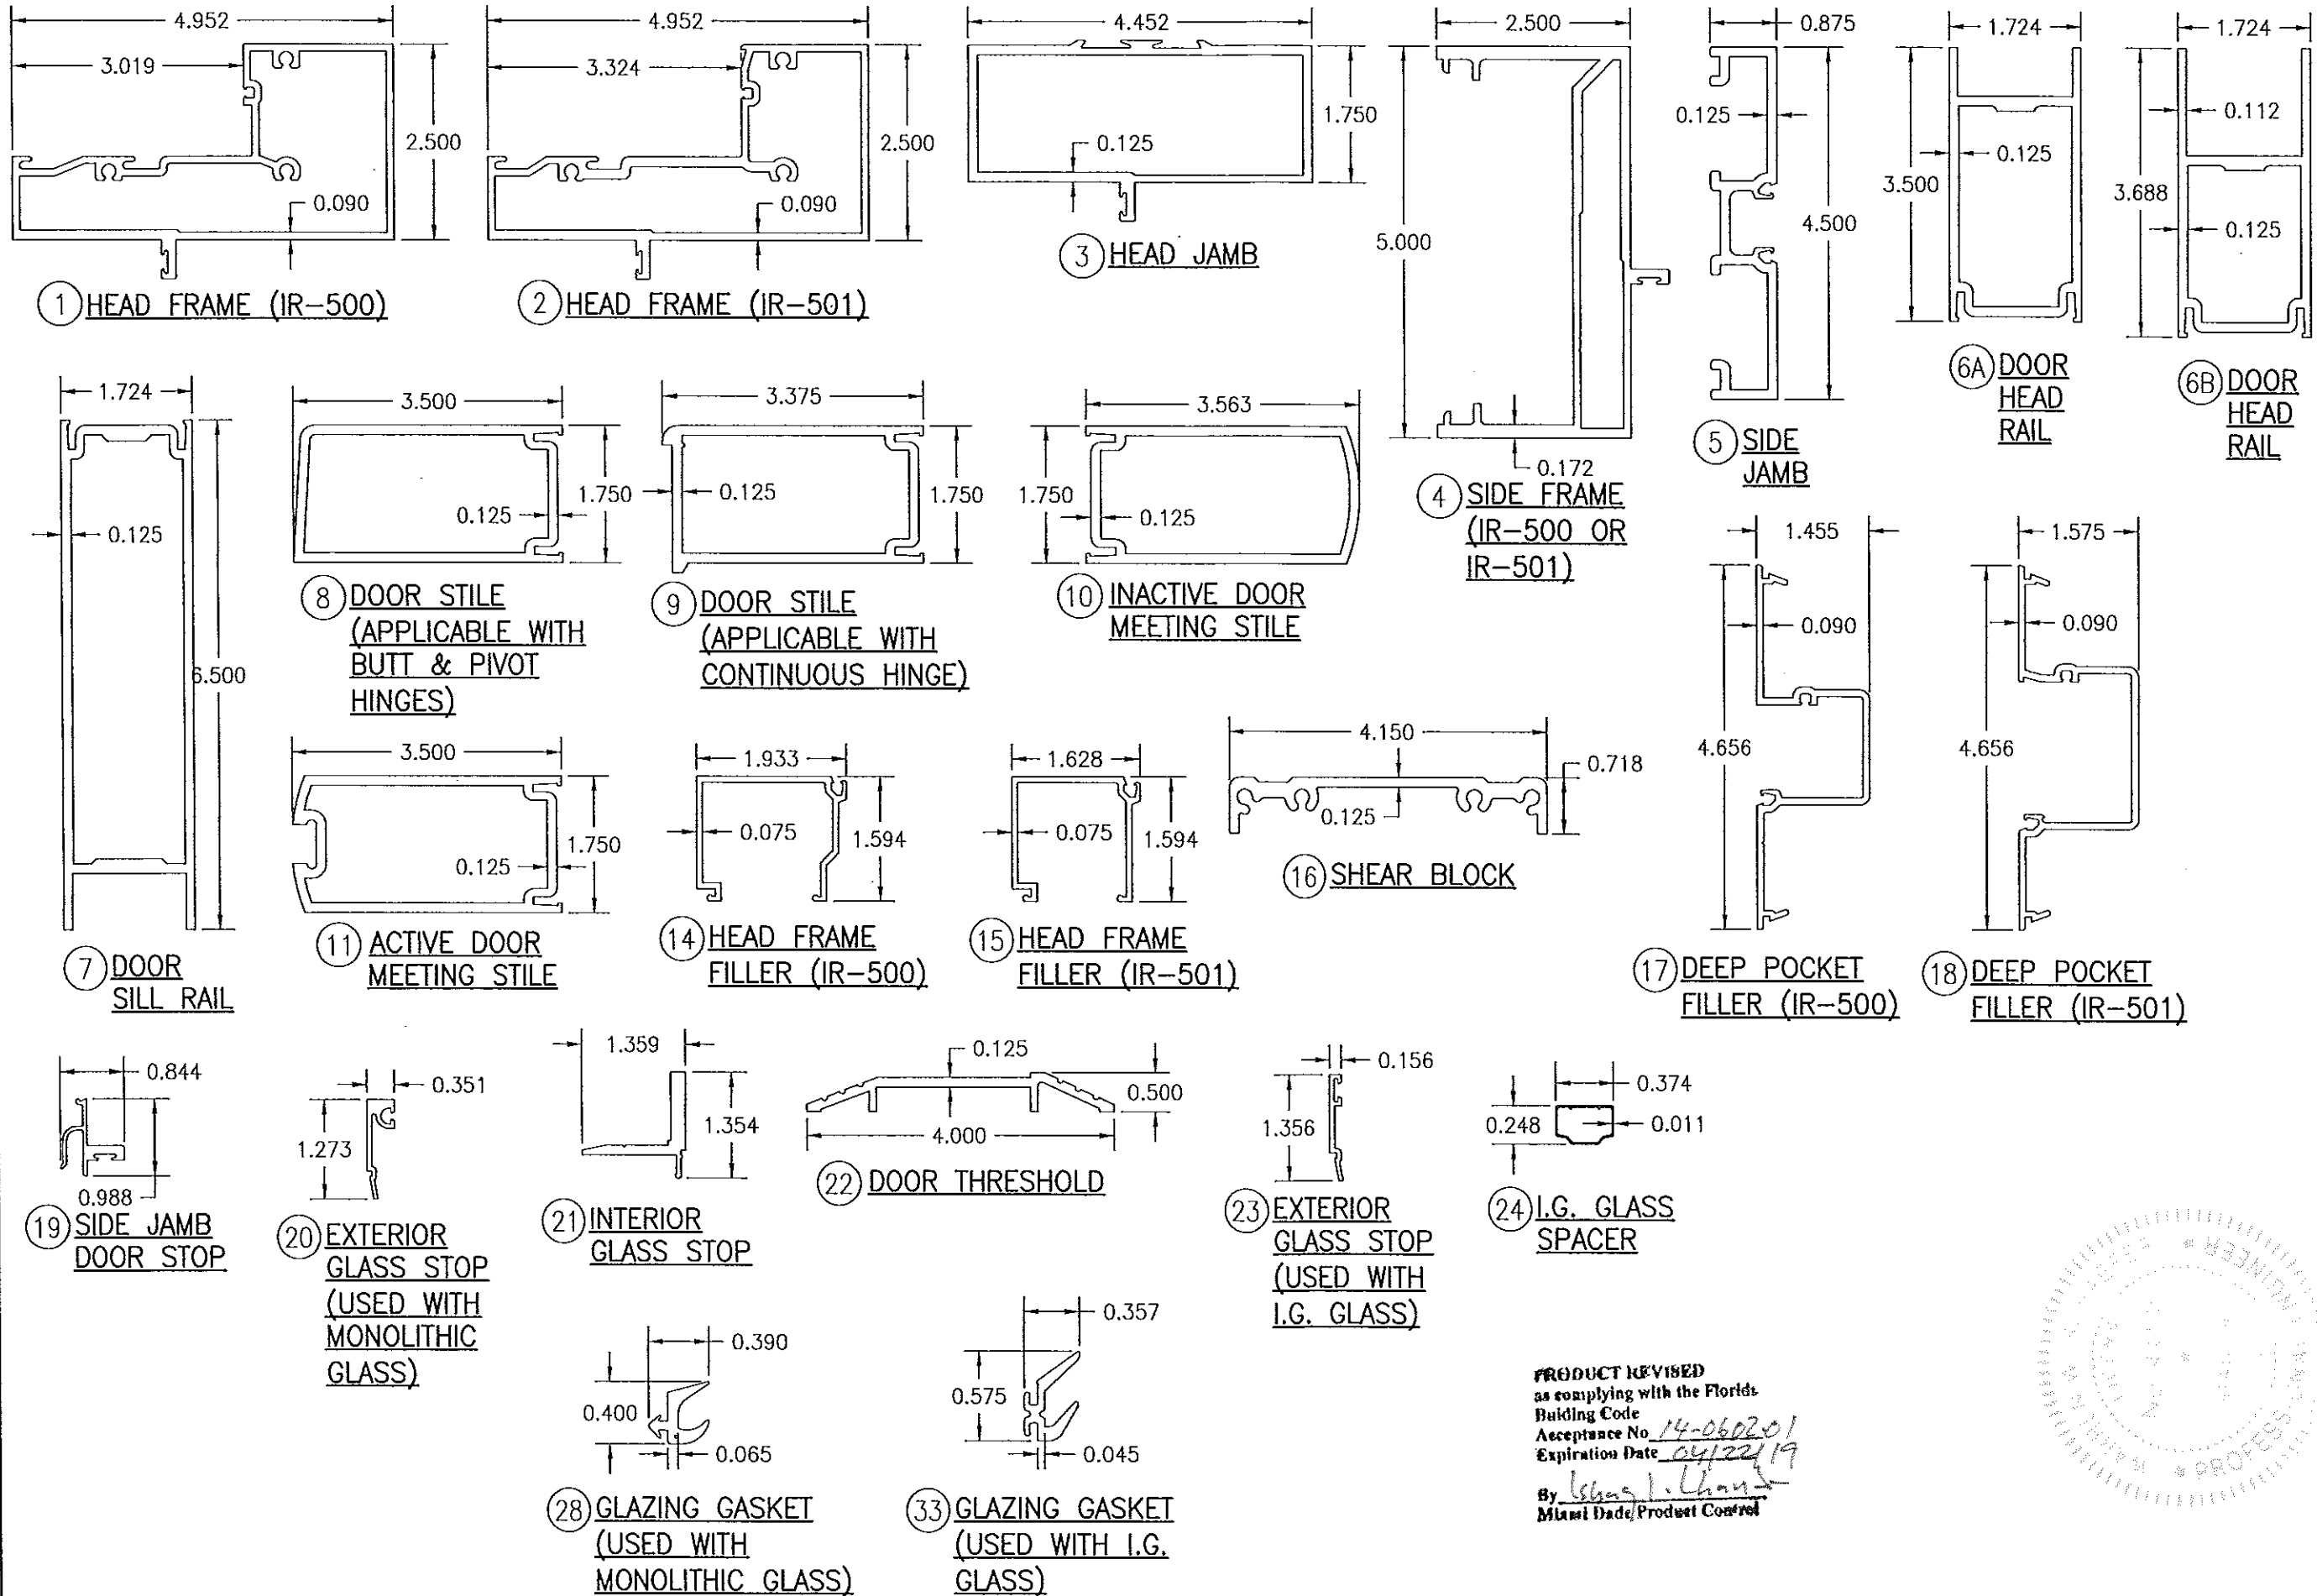 4.952
3.019
2.500
0.090
1 HEAD FRAME (IR-500)
4.952
3.324
2.500
0.090
2 HEAD FRAME (IR-501)
4.452
1.750
0.125
3 HEAD JAMB
2.500
5.000
0.172
4 SIDE FRAME
(IR-500 OR
IR-501)
0.875
0.125
4.500
5 SIDE
JAMB
1.724
0.125
3.500
6A DOOR
HEAD
RAIL
1.724
0.112
3.688
0.125
6B DOOR
HEAD
RAIL
1.724
0.125
6.500
7 DOOR
SILL RAIL
3.500
1.750
0.125
8 DOOR STILE
(APPLICABLE WITH
BUTT & PIVOT
HINGES)
3.375
0.125
1.750
9 DOOR STILE
(APPLICABLE WITH
CONTINUOUS HINGE)
3.563
1.750
0.125
10 INACTIVE DOOR
MEETING STILE
3.500
1.750
0.125
11 ACTIVE DOOR
MEETING STILE
1.933
0.075
1.594
14 HEAD FRAME
FILLER (IR-500)
1.628
0.075
1.594
15 HEAD FRAME
FILLER (IR-501)
4.150
0.718
0.125
16 SHEAR BLOCK
1.455
0.090
4.656
17 DEEP POCKET
FILLER (IR-500)
1.575
0.090
4.656
18 DEEP POCKET
FILLER (IR-501)
0.844
0.988
19 SIDE JAMB
DOOR STOP
0.351
1.273
20 EXTERIOR
GLASS STOP
(USED WITH
MONOLITHIC
GLASS)
1.359
1.354
21 INTERIOR
GLASS STOP
0.125
0.500
4.000
22 DOOR THRESHOLD
0.156
1.356
23 EXTERIOR
GLASS STOP
(USED WITH
I.G. GLASS)
0.374
0.248
0.011
24 I.G. GLASS
SPACER
0.390
0.400
0.065
28 GLAZING GASKET
(USED WITH
MONOLITHIC GLASS)
0.357
0.575
0.045
33 GLAZING GASKET
(USED WITH I.G.
GLASS)
PRODUCT REVISED
as complying with the Florida
Building Code
Acceptance No 14-0602.01
Expiration Date 04/22/19
By
Miami Dade Product Control